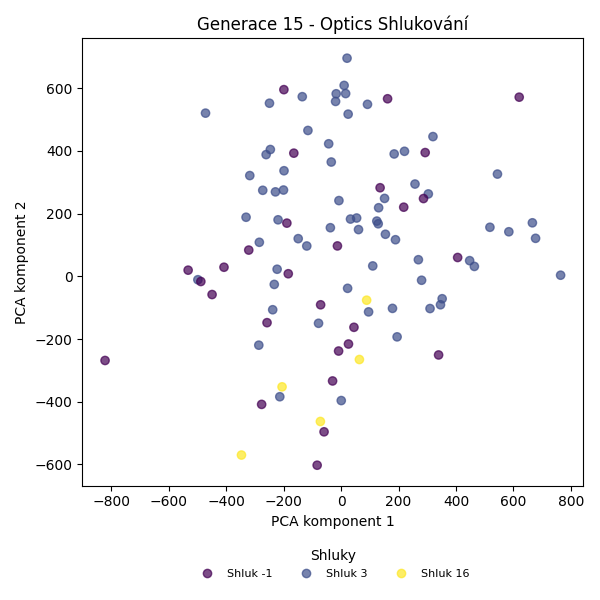 Generace 15 - Optics Shlukování
PCA komponent 2
600
400
200
0
−200
−400
−600
−800 −600 −400 −200 0 200 400 600 800
PCA komponent 1
Shluky
Shluk -1 Shluk 3 Shluk 16